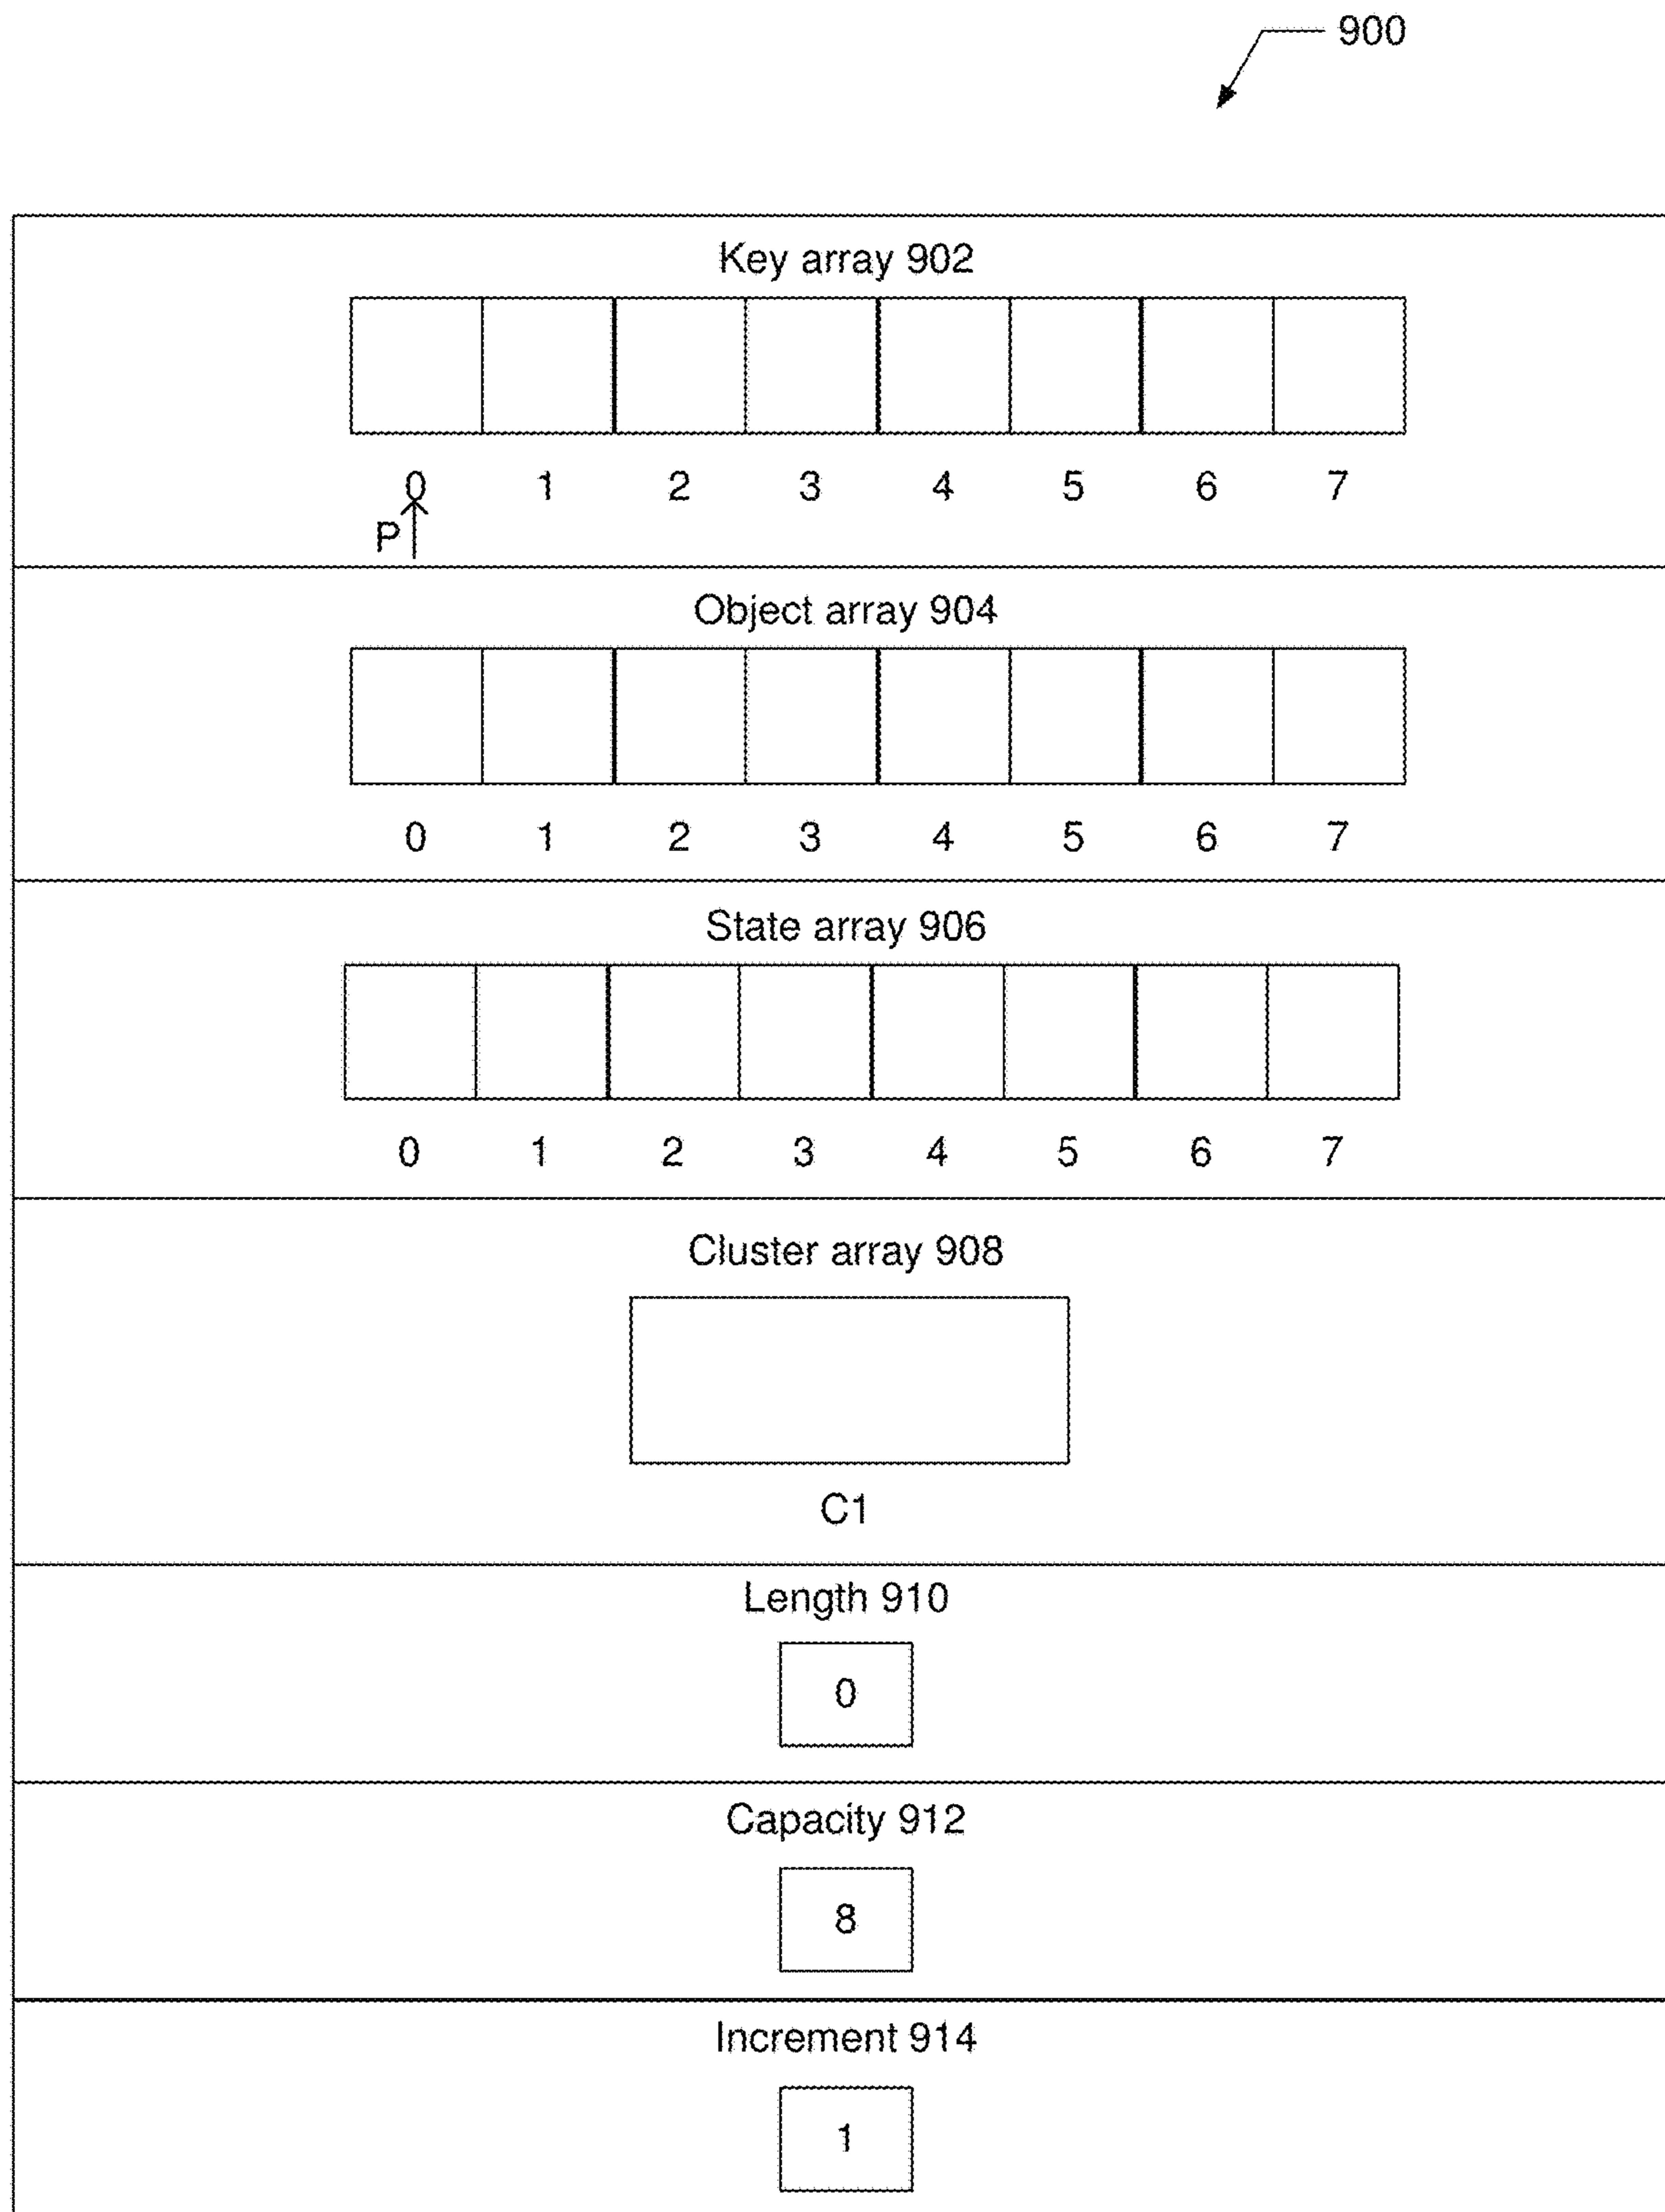 900
Key array 902
0 1 2 3 4 5 6 7
P
Object array 904
0 1 2 3 4 5 6 7
State array 906
0 1 2 3 4 5 6 7
Cluster array 908
C1
Length 910
0
Capacity 912
8
Increment 914
1